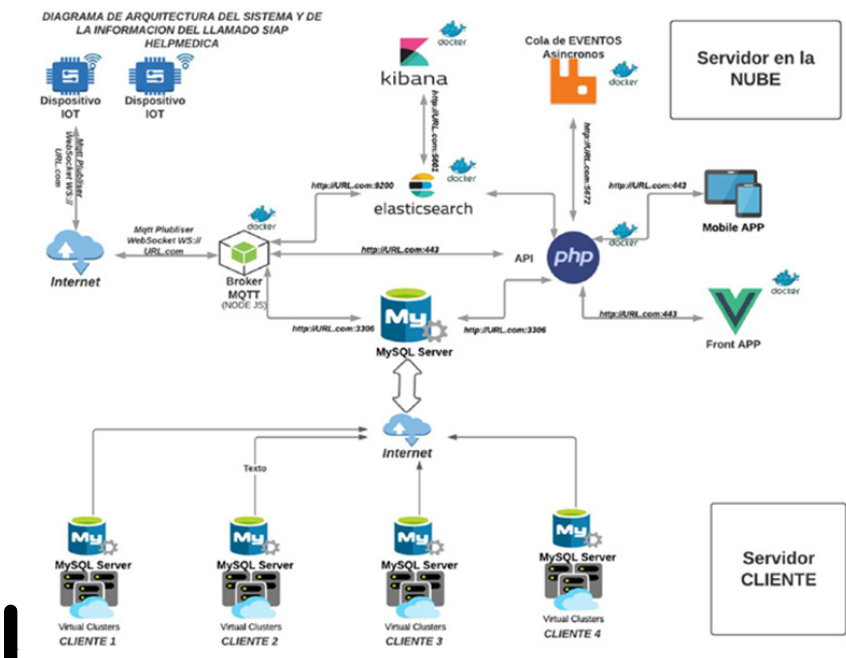 DIAGRAMA DE ARQUITECTURA DEL SISTEMA Y DE
LA INFORMACION DEL LLAMADO SIAP
HELPMEDICA
Dispositivo
IOT
Dispositivo
IOT
kibana
docker
Cola de EVENTOS
Asincronos
docker
Servidor en la
NUBE
Mqtt Plubliser
WebSocket WS://
URL.com
http://URL.com:5601
http://URL.com:5672
http://URL.com:9200
elasticsearch
docker
http://URL.com:443
Mobile APP
Mqtt Plubliser
WebSocket WS://
URL.com
Internet
docker
Broker
MQTT
(NODE JS)
http://URL.com:443
API
php
docker
http://URL.com:3306
My
MySQL Server
http://URL.com:3306
http://URL.com:443
docker
Front APP
Internet
Texto
My
MySQL Server
Virtual Clusters
CLIENTE 1
My
MySQL Server
Virtual Clusters
CLIENTE 2
My
MySQL Server
Virtual Clusters
CLIENTE 3
My
MySQL Server
Virtual Clusters
CLIENTE 4
Servidor
CLIENTE